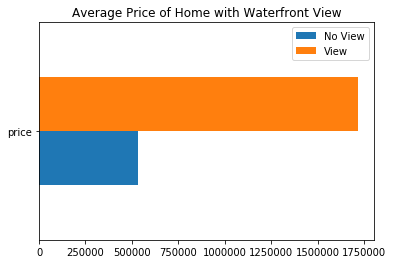 Average Price of Home with Waterfront View
No View
View
price
0 250000 500000 750000 1000000 1250000 1500000 1750000